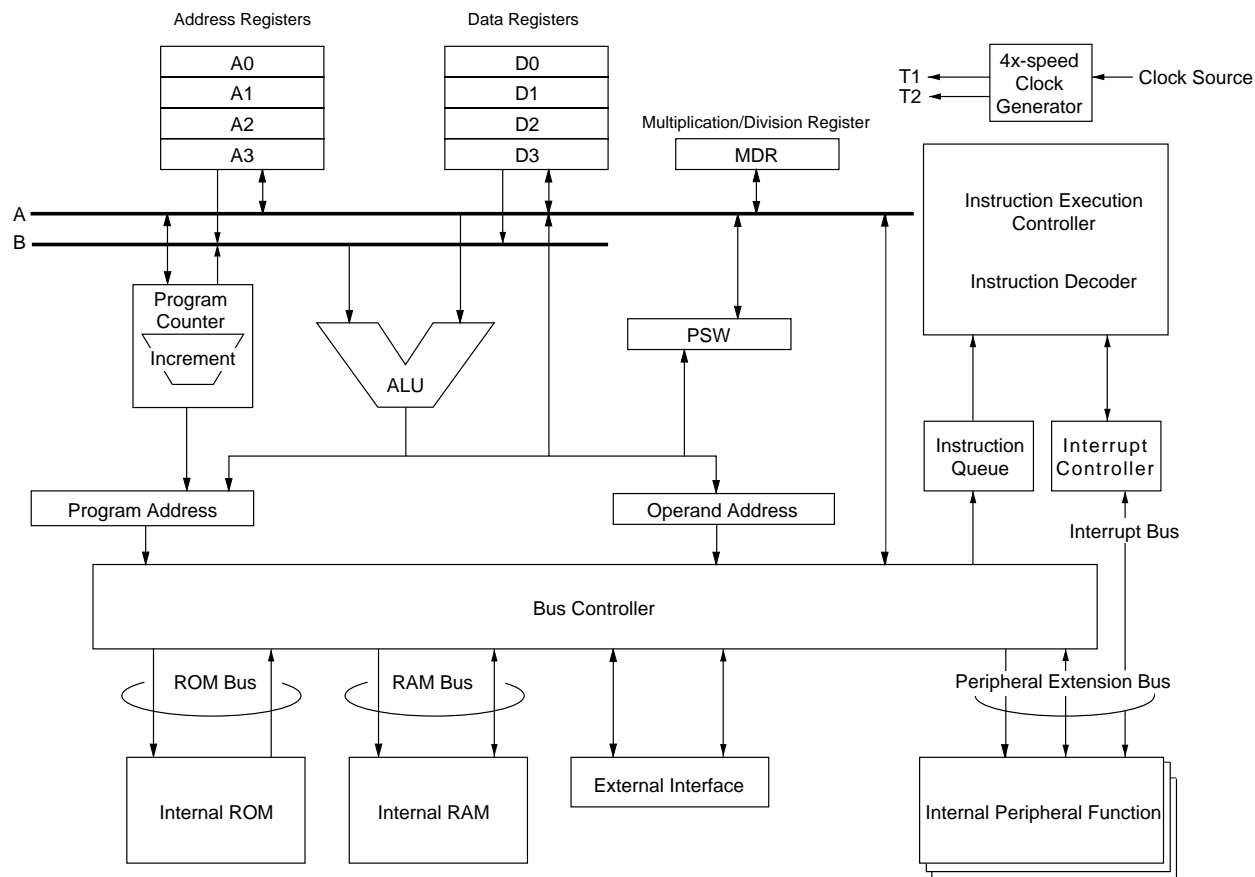 Address Registers
Data Registers
A0
A1
A2
A3
D0
D1
D2
D3
Multiplication/Division Register
MDR
T1
T2
4x-speed
Clock
Generator
Clock Source
A
B
Instruction Execution
Controller
Instruction Decoder
Program
Counter
Increment
ALU
PSW
Instruction
Queue
Interrupt
Controller
Program Address
Operand Address
Interrupt Bus
Bus Controller
ROM Bus
RAM Bus
Peripheral Extension Bus
Internal ROM
Internal RAM
External Interface
Internal Peripheral Function